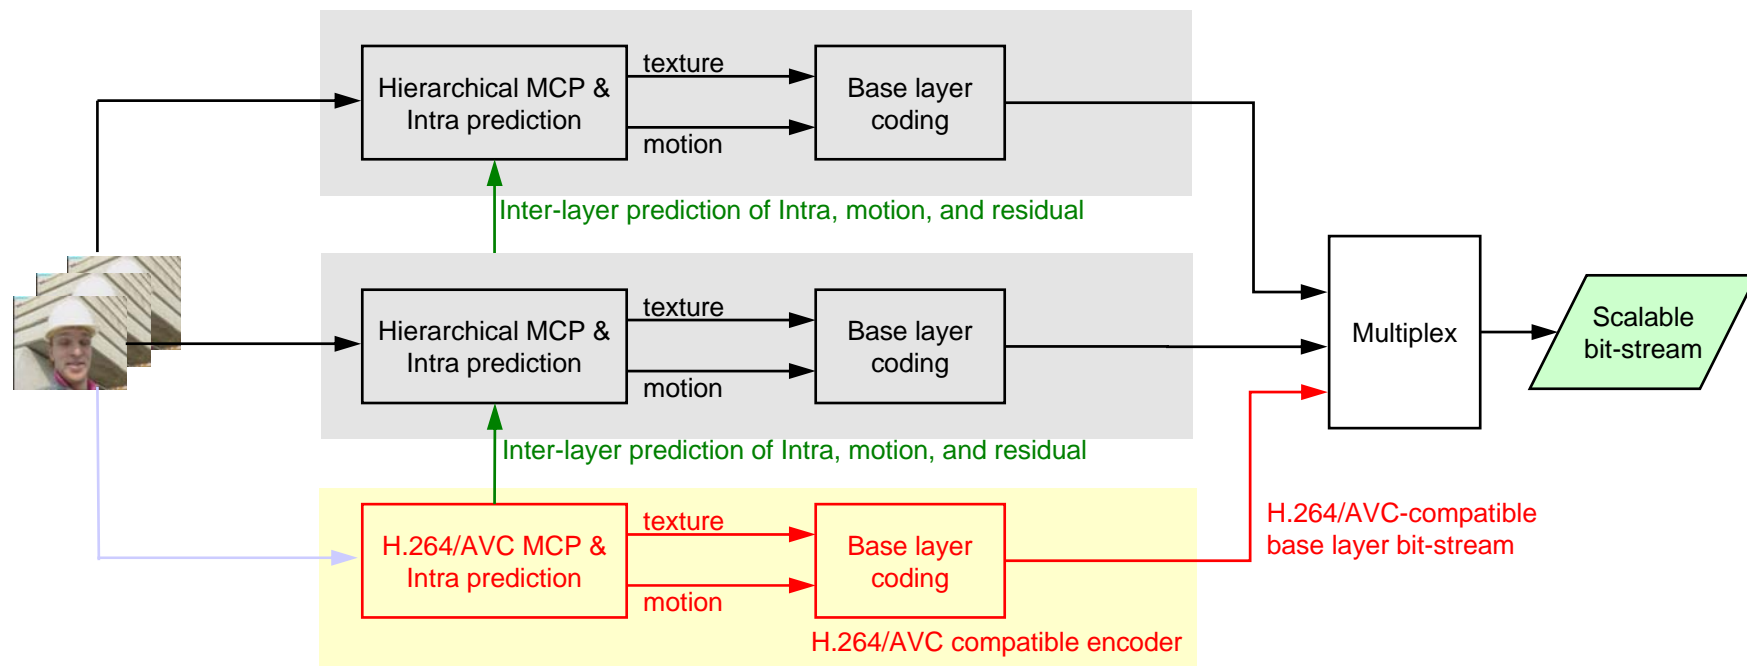 texture
Hierarchical MCP &
Intra prediction
Base layer
coding
motion
Inter-layer prediction of Intra, motion, and residual
texture
Hierarchical MCP &
Intra prediction
Base layer
coding
motion
Multiplex
Scalable
bit-stream
Inter-layer prediction of Intra, motion, and residual
texture
H.264/AVC MCP &
Intra prediction
Base layer
coding
motion
H.264/AVC-compatible
base layer bit-stream
H.264/AVC compatible encoder